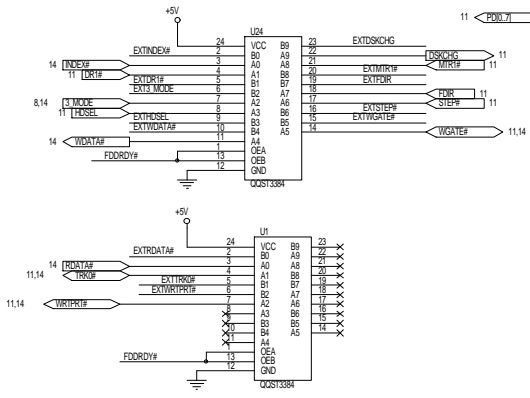 +5V
11 PD[0..7]
U24
24 VCC B9 23 EXTDSKCHG
EXTINDEX# 2 B0 A9 22 DSKCHG 11
14 INDEX# 3 A0 A8 21 MTR1# 11
11 DR1# 4 A1 B8 20 EXTMTR1#
EXTDR1# 5 B1 B7 19 EXTFDIR
EXT3_MODE 6 B2 A7 18 FDIR 11
8,14 3_MODE 7 A2 A6 17 STEP# 11
11 HDSEL 8 A3 B6 16 EXTSTEP#
EXTHDSEL 9 B3 B5 15 EXTWGATE#
EXTWDATA# 10 B4 A5 14 WGATE# 11,14
14 WDATA# 11 A4
1 OEA
FDDRDY# 13 OEB
12 GND
QQST3384
+5V
U1
24 VCC B9 23
EXTRDATA# 2 B0 A9 22
14 RDATA# 3 A0 A8 21
11,14 TRK0# 4 A1 B8 20
EXTTRK0# 5 B1 B7 19
EXTWRTPRT# 6 B2 A7 18
11,14 WRTPRT# 7 A2 A6 17
8 A3 B6 16
9 B3 B5 15
10 B4 A5 14
11 A4
1 OEA
FDDRDY# 13 OEB
12 GND
QQST3384